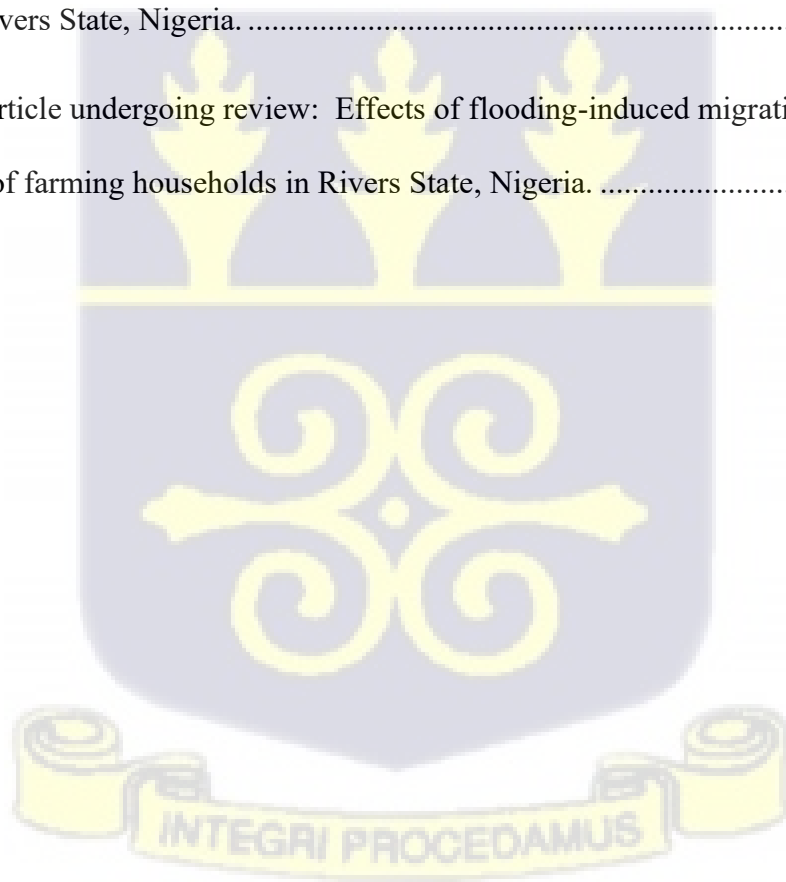 vers State, Nigeria. ........................................................................
rticle undergoing review:  Effects of flooding-induced migrati
of farming households in Rivers State, Nigeria. ........................
INTEGRI PROCEDAMUS